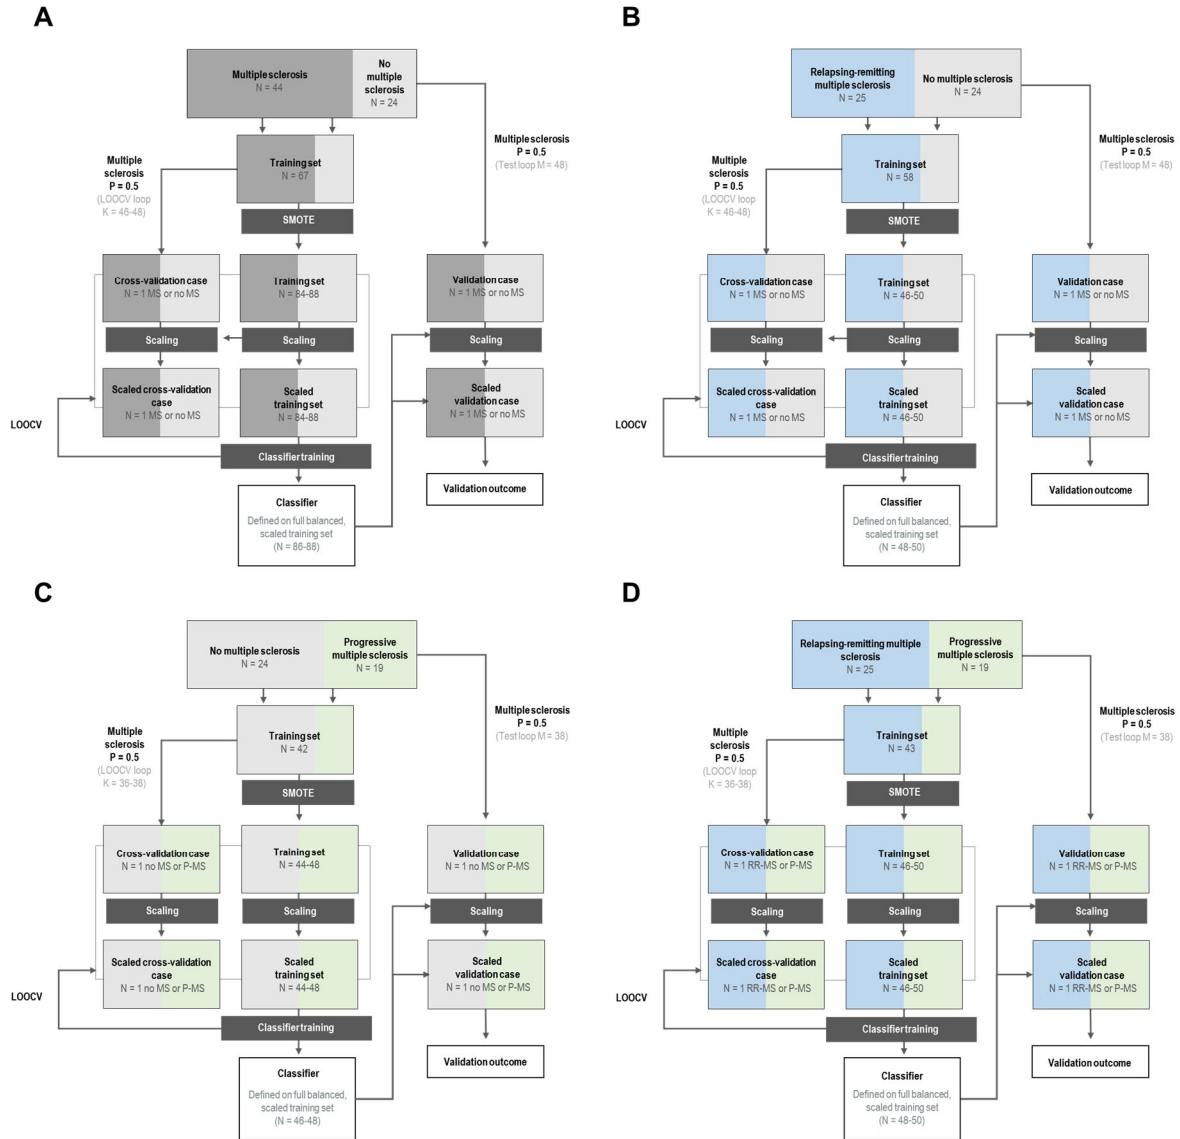 A
Multiple sclerosis
N = 44
No
multiple
sclerosis
N = 24
Multiple sclerosis
P = 0.5
(Test loop M = 48)
Training set
N = 67
Multiple
sclerosis
P = 0.5
(LOOCV loop
K = 46-48)
SMOTE
Cross-validation case
N = 1 MS or no MS
Training set
N = 84-88
Validation case
N = 1 MS or no MS
Scaling
Scaling
Scaling
Scaled cross-validation
case
N = 1 MS or no MS
Scaled
training set
N = 84-88
Scaled
validation case
N = 1 MS or no MS
LOOCV
Classifier training
Classifier
Defined on full balanced,
scaled training set
(N = 86-88)
Validation outcome
B
Relapsing-remitting
multiple sclerosis
N = 25
No multiple sclerosis
N = 24
Multiple sclerosis
P = 0.5
(Test loop M = 48)
Training set
N = 58
Multiple
sclerosis
P = 0.5
(LOOCV loop
K = 46-48)
SMOTE
Cross-validation case
N = 1 MS or no MS
Training set
N = 46-50
Validation case
N = 1 MS or no MS
Scaling
Scaling
Scaling
Scaled cross-validation
case
N = 1 MS or no MS
Scaled
training set
N = 46-50
Scaled
validation case
N = 1 MS or no MS
LOOCV
Classifier training
Classifier
Defined on full balanced,
scaled training set
(N = 48-50)
Validation outcome
C
No multiple sclerosis
N = 24
Progressive
multiple sclerosis
N = 19
Multiple sclerosis
P = 0.5
(Test loop M = 38)
Training set
N = 42
Multiple
sclerosis
P = 0.5
(LOOCV loop
K = 36-38)
SMOTE
Cross-validation case
N = 1 no MS or P-MS
Training set
N = 44-48
Validation case
N = 1 no MS or P-MS
Scaling
Scaling
Scaling
Scaled cross-validation
case
N = 1 no MS or P-MS
Scaled
training set
N = 44-48
Scaled
validation case
N = 1 no MS or P-MS
LOOCV
Classifier training
Classifier
Defined on full balanced,
scaled training set
(N = 46-48)
Validation outcome
D
Relapsing-remitting multiple
sclerosis
N = 25
Progressive
multiple sclerosis
N = 19
Multiple sclerosis
P = 0.5
(Test loop M = 38)
Training set
N = 43
Multiple
sclerosis
P = 0.5
(LOOCV loop
K = 36-38)
SMOTE
Cross-validation case
N = 1 RR-MS or P-MS
Training set
N = 46-50
Validation case
N = 1 RR-MS or P-MS
Scaling
Scaling
Scaling
Scaled cross-validation
case
N = 1 RR-MS or P-MS
Scaled
training set
N = 46-50
Scaled
validation case
N = 1 RR-MS or P-MS
LOOCV
Classifier training
Classifier
Defined on full balanced,
scaled training set
(N = 48-50)
Validation outcome